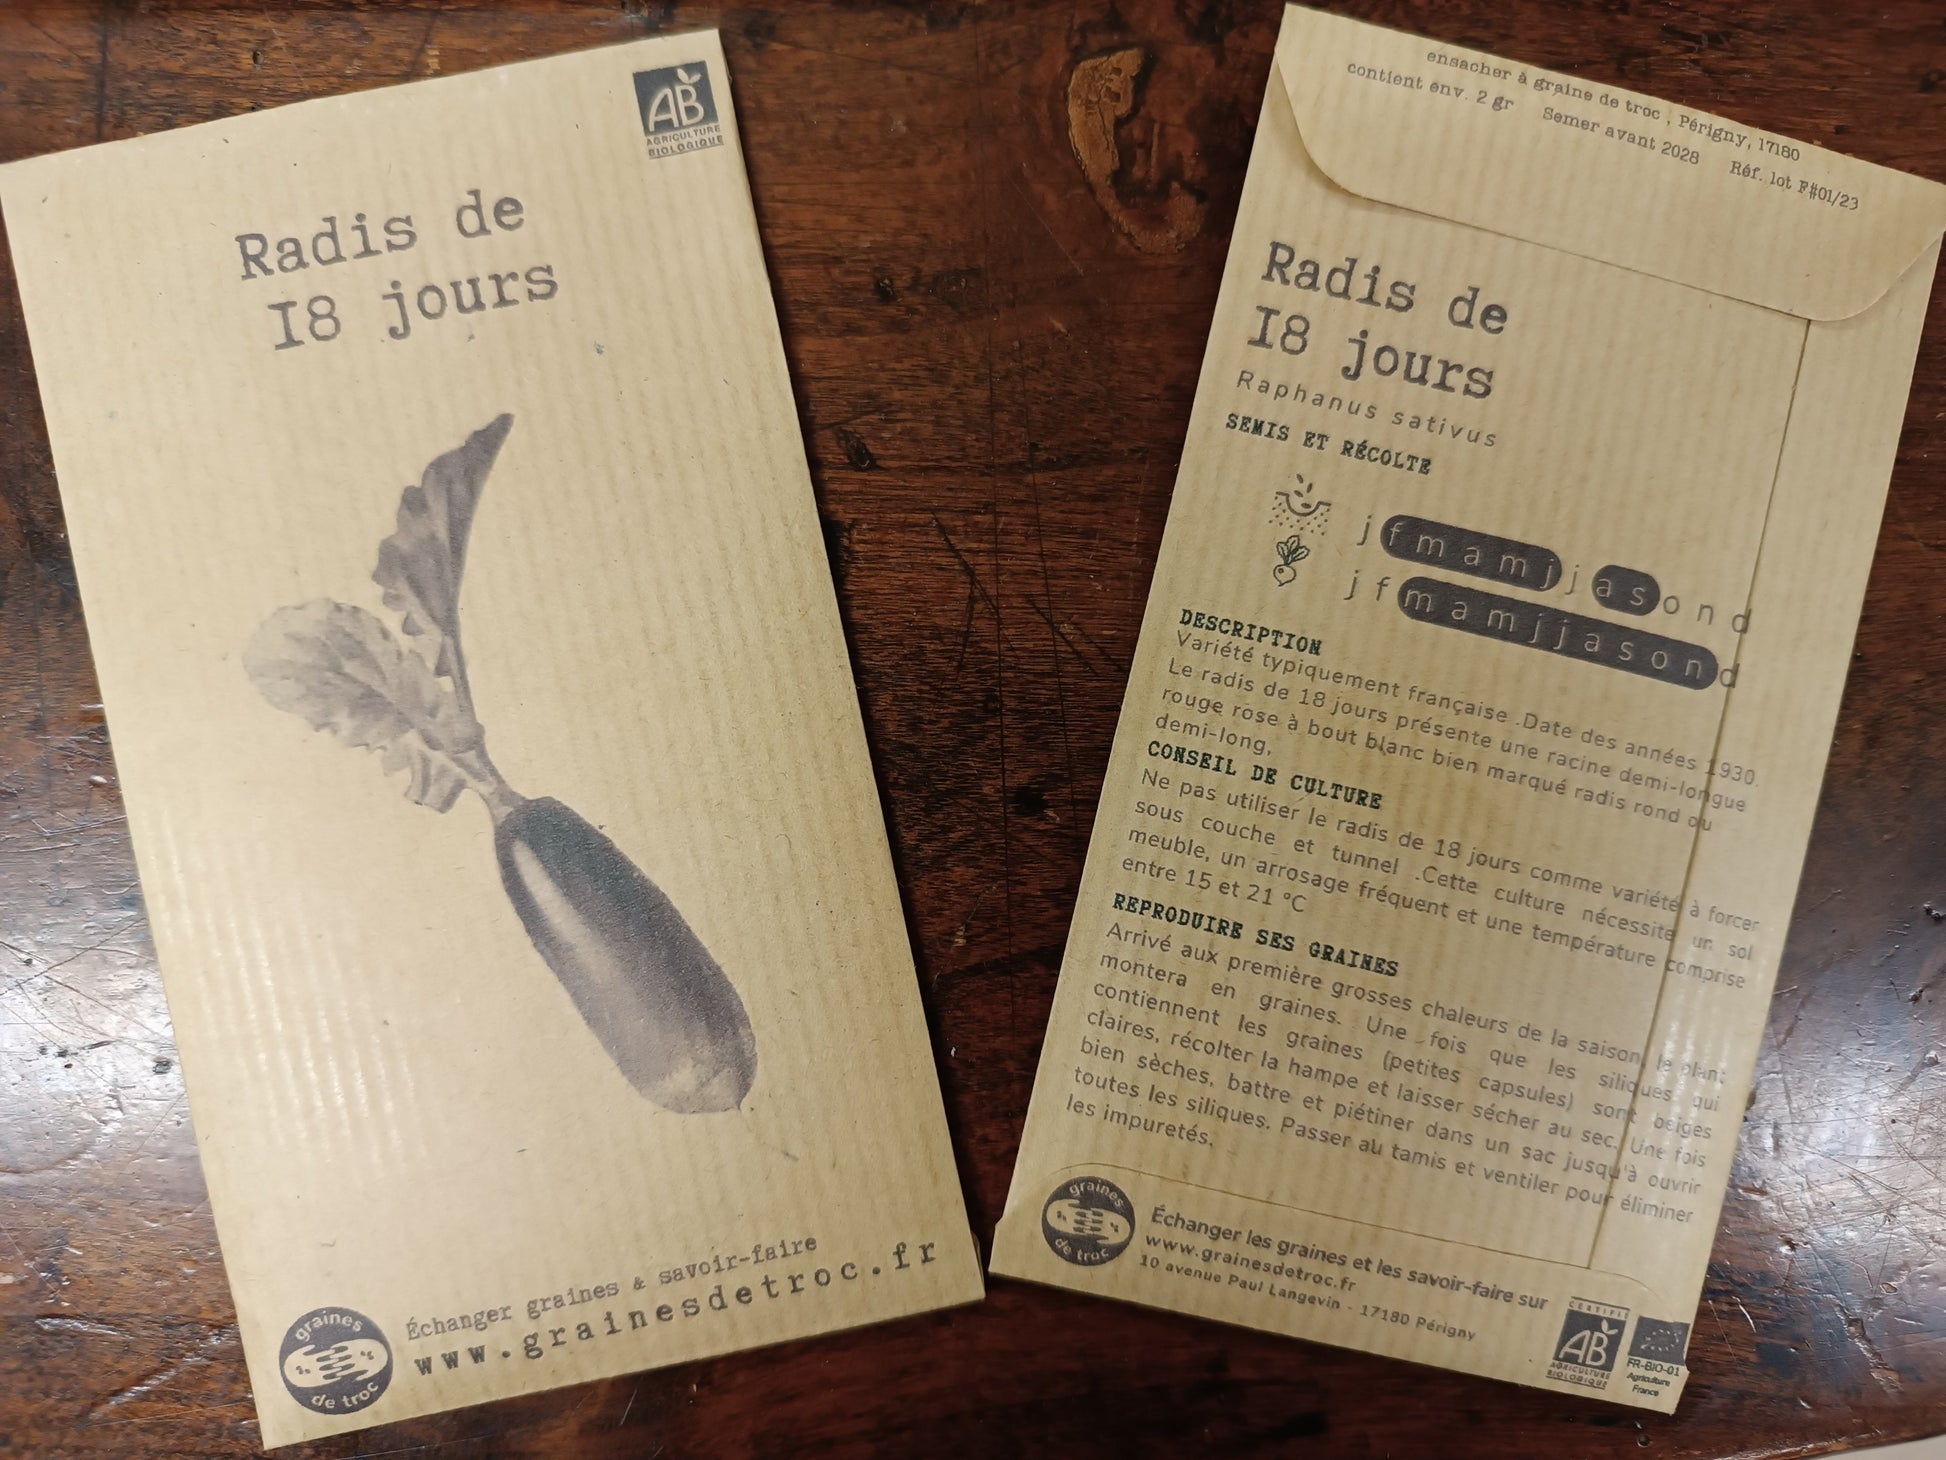 AB
AGRICULTURE
BIOLOGIQUE
Radis de
18 jours
Échanger graines & savoir-faire
www.grainesdetroc.fr
graines
de troc
ensacher à graine de troc , Périgny, 17180
contient env. 2 gr Semer avant 2028 Réf. lot F#01/23
Radis de
18 jours
Raphanus sativus
SEMIS ET RÉCOLTE
j f m a m j j a s o n d
j f m a m j j a s o n d
DESCRIPTION
Variété typiquement française .Date des années 1930.
Le radis de 18 jours présente une racine demi-longue
rouge rose à bout blanc bien marqué radis rond ou
demi-long,
CONSEIL DE CULTURE
Ne pas utiliser le radis de 18 jours comme variété à forcer
sous couche et tunnel .Cette culture nécessite un sol
meuble, un arrosage fréquent et une température comprise
entre 15 et 21 °C
REPRODUIRE SES GRAINES
Arrivé aux première grosses chaleurs de la saison, le plant
montera en graines. Une fois que les siliques qui
contiennent les graines (petites capsules) sont beiges
claires, récolter la hampe et laisser sécher au sec. Une fois
bien sèches, battre et piétiner dans un sac jusqu'à ouvrir
toutes les siliques. Passer au tamis et ventiler pour éliminer
les impuretés.
graines
de troc
Échanger les graines et les savoir-faire sur
www.grainesdetroc.fr
10 avenue Paul Langevin - 17180 Périgny
CERTIFIÉ
AB
AGRICULTURE
BIOLOGIQUE
FR-BIO-01
Agriculture
France